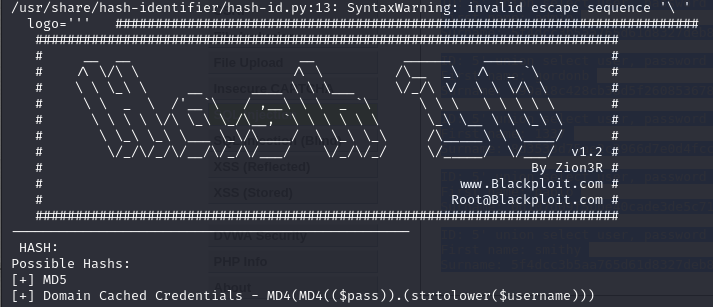 /usr/share/hash-identifier/hash-id.py:13: SyntaxWarning: invalid escape sequence '\ '
logo=''' #########################################################################
#########################################################################
File Upload
v1.2 #
# By Zion3R #
XSS (Reflected)
# www.Blackploit.com #
XSS (Stored)
# Root@Blackploit.com #
#########################################################################
DVWA Security
HASH:
PHP Info
Possible Hashs:
[+] MD5
About
[+] Domain Cached Credentials - MD4(MD4(($pass)).(strtolower($username)))